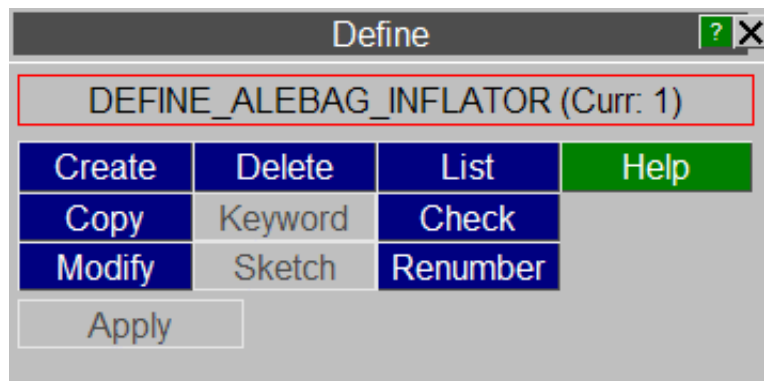 Define ?
DEFINE_ALEBAG_INFLATOR (Curr: 1)
Create Delete List Help
Copy Keyword Check
Modify Sketch Renumber
Apply